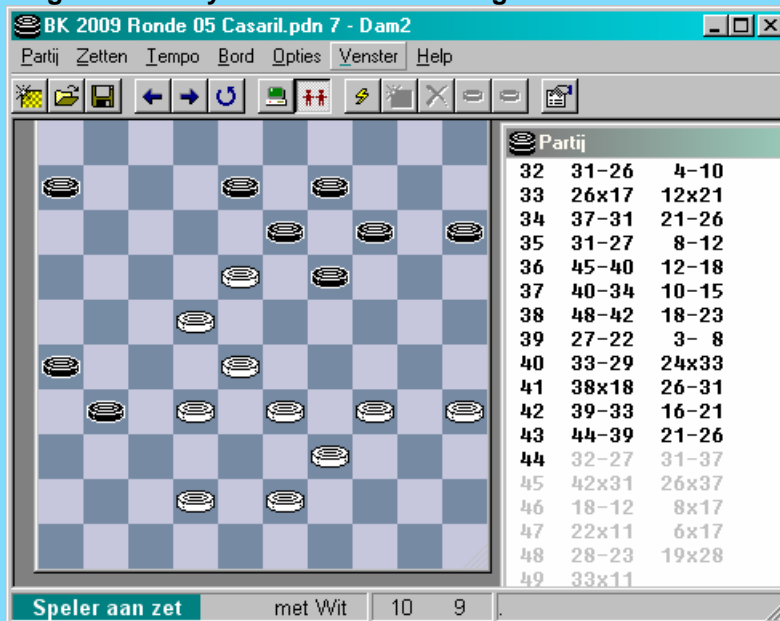 BK 2009 Ronde 05 Casaril.pdn 7 - Dam2
Partij Zetten Tempo Bord Opties Venster Help
Partij
32 31-26 4-10
33 26x17 12x21
34 37-31 21-26
35 31-27 8-12
36 45-40 12-18
37 40-34 10-15
38 48-42 18-23
39 27-22 3- 8
40 33-29 24x33
41 38x18 26-31
42 39-33 16-21
43 44-39 21-26
44 32-27 31-37
45 42x31 26x37
46 18-12 8x17
47 22x11 6x17
48 28-23 19x28
49 33x11
Speler aan zet met Wit 10 9 .